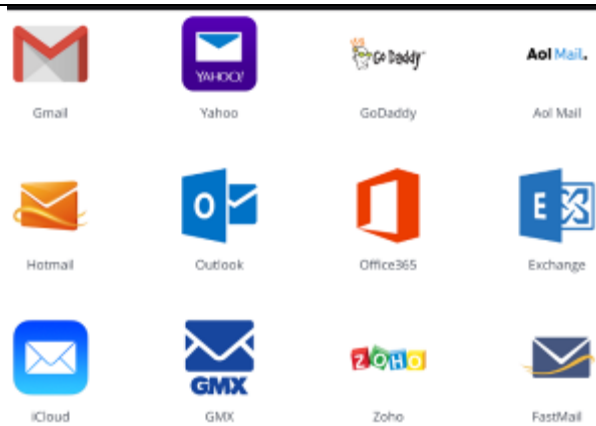 YAHOO!
Go Daddy™
Aol Mail.
Gmail
Yahoo
GoDaddy
Aol Mail
O
E
Hotmail
Outlook
Office365
Exchange
GMX
ZOHO
iCloud
GMX
Zoho
FastMail